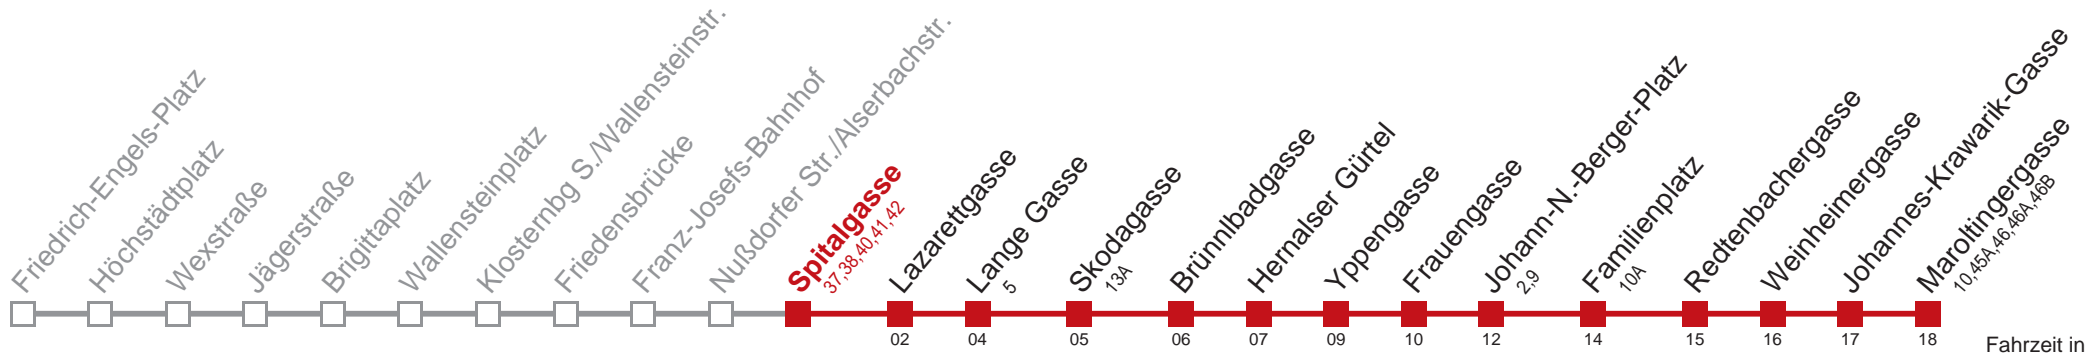 Friedrich-Engels-Platz
Höchstädtplatz
Wexstraße
Jägerstraße
Brigittaplatz
Wallensteinplatz
Klosternbg S./Wallensteinstr.
Friedensbrücke
Franz-Josefs-Bahnhof
Nußdorfer Str./Alserbachstr.
Spitalgasse
37,38,40,41,42
Lazarettgasse
Lange Gasse
5
Skodagasse
13A
Brünnlbadgasse
Hernalser Gürtel
Yppengasse
Frauengasse
Johann-N.-Berger-Platz
2,9
Familienplatz
10A
Redtenbachergasse
Weinheimergasse
Johannes-Krawarik-Gasse
Maroltingergasse
10,45A,46,46A,46B
02 04 05 06 07 09 10 12 14 15 16 17 18
Fahrzeit in